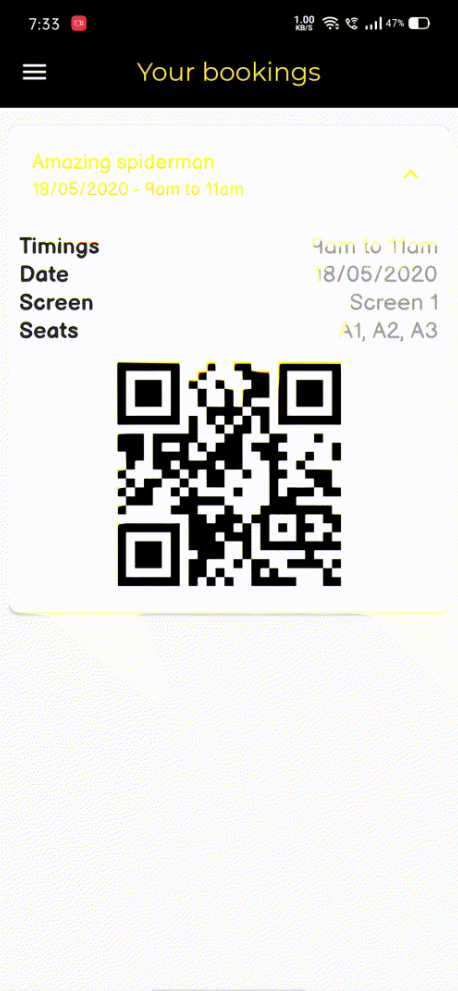 7:33
1.00 KB/S 47%
Your bookings
Amazing spiderman
18/05/2020 - 9am to 11am
Timings 9am to 11am
Date 18/05/2020
Screen Screen 1
Seats A1, A2, A3